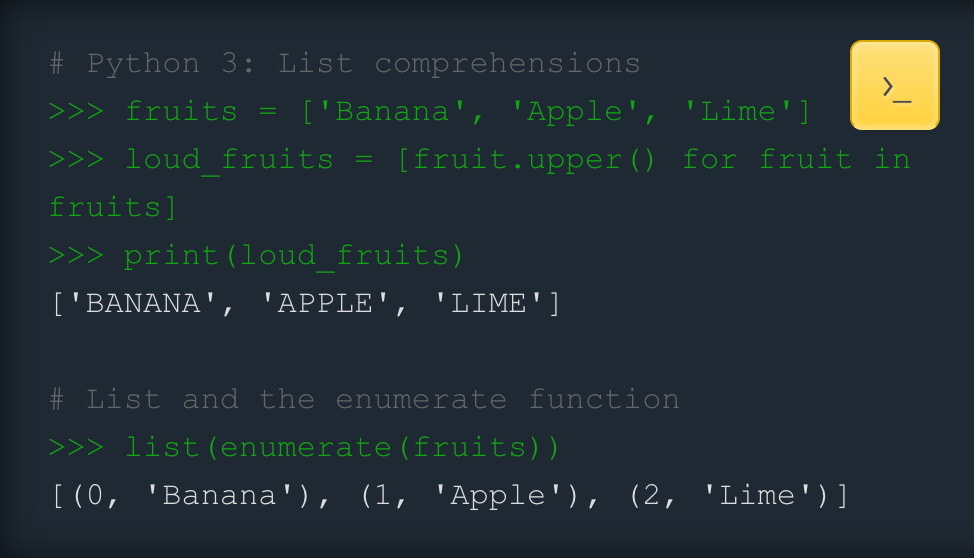 # Python 3: List comprehensions
>>> fruits = ['Banana', 'Apple', 'Lime']
>>> loud_fruits = [fruit.upper() for fruit in
fruits]
>>> print(loud_fruits)
['BANANA', 'APPLE', 'LIME']
# List and the enumerate function
>>> list(enumerate(fruits))
[(0, 'Banana'), (1, 'Apple'), (2, 'Lime')]